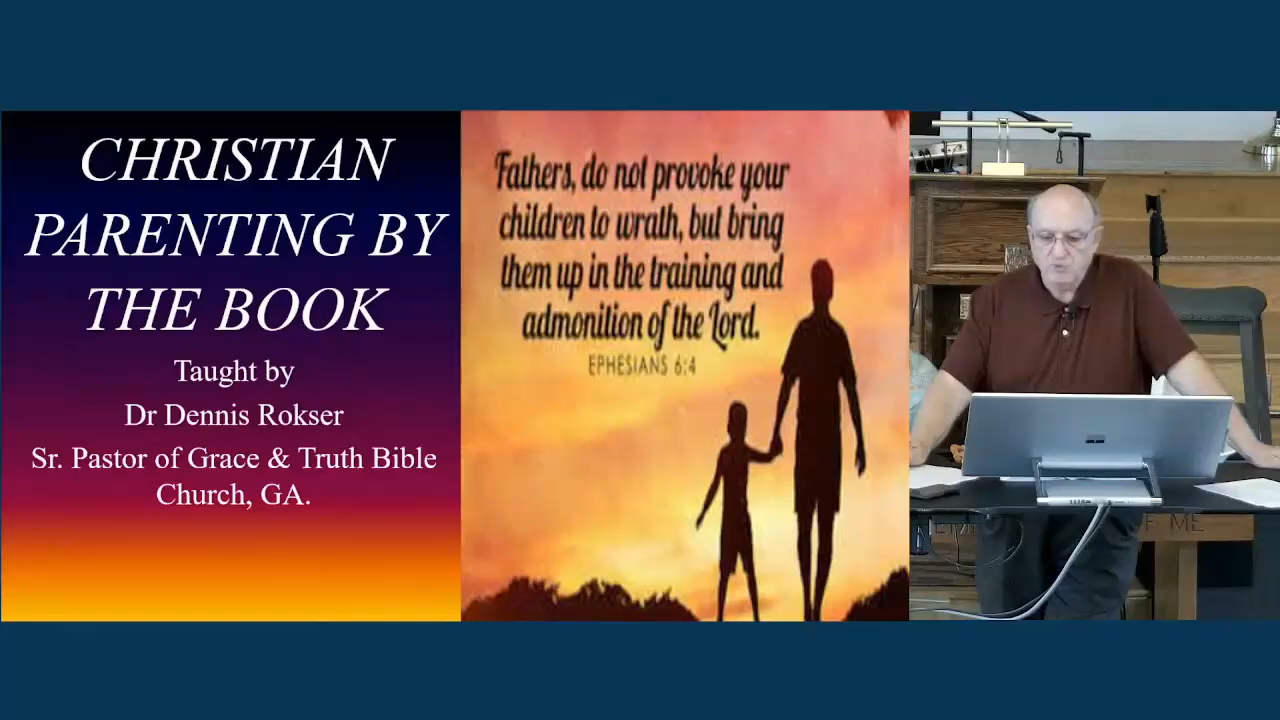 CHRISTIAN
PARENTING BY
THE BOOK
Taught by
Dr Dennis Rokser
Sr. Pastor of Grace & Truth Bible
Church, GA.
Fathers, do not provoke your
children to wrath, but bring
them up in the training and
admonition of the Lord.
EPHESIANS 6:4
OF ME